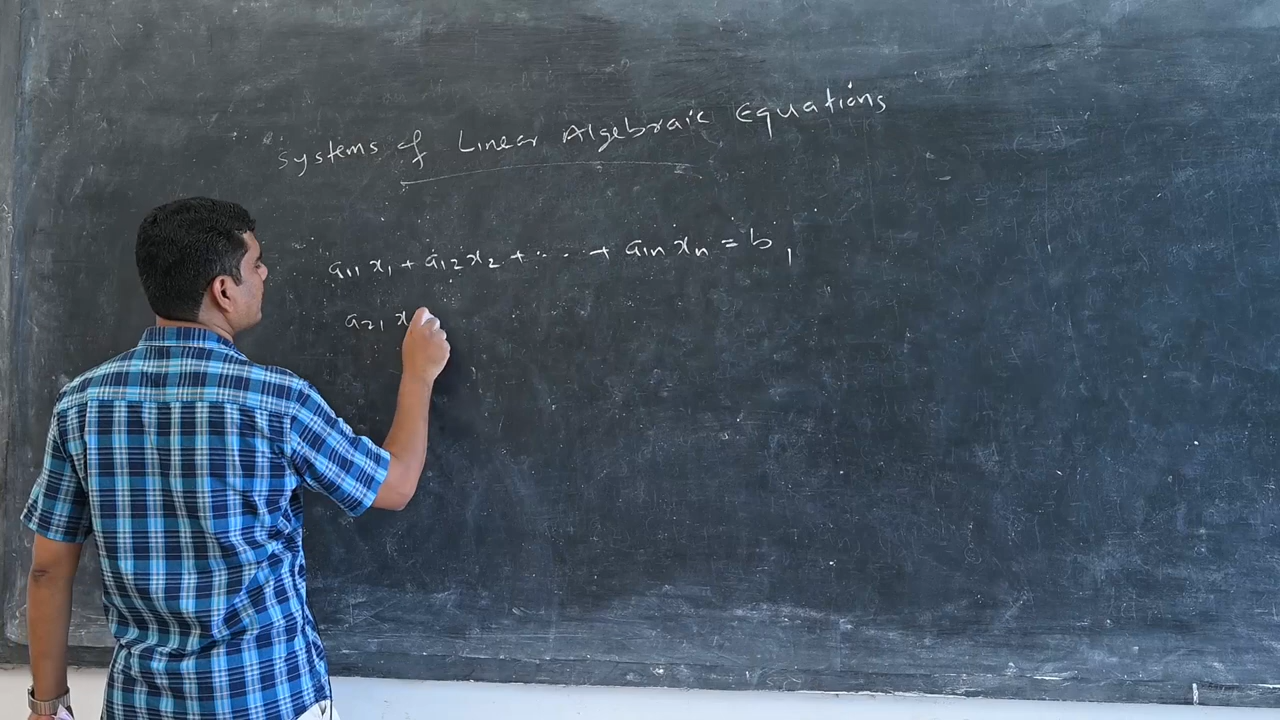 Systems of Linear Algebraic Equations
a11 x1 + a12 x2 + .... + a1n xn = b1
a21 x